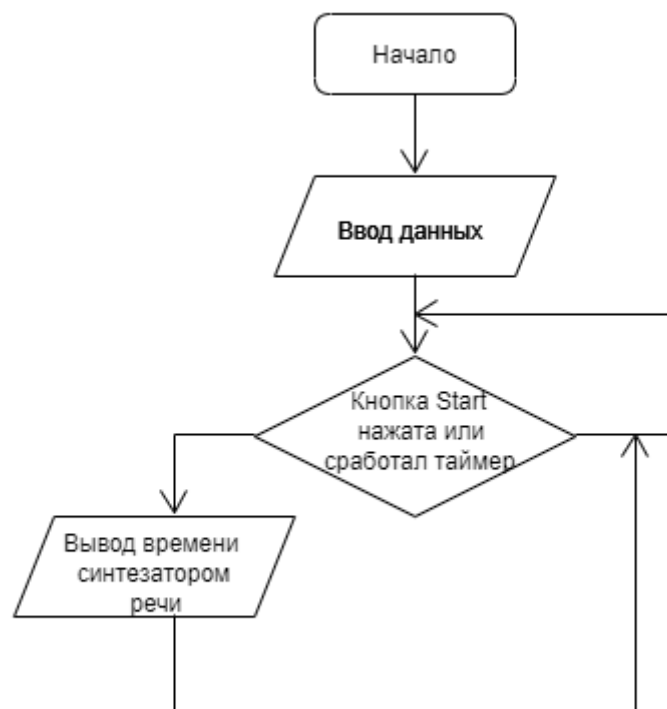 Начало
Ввод данных
Кнопка Start
нажата или
сработал таймер
Вывод времени
синтезатором
речи